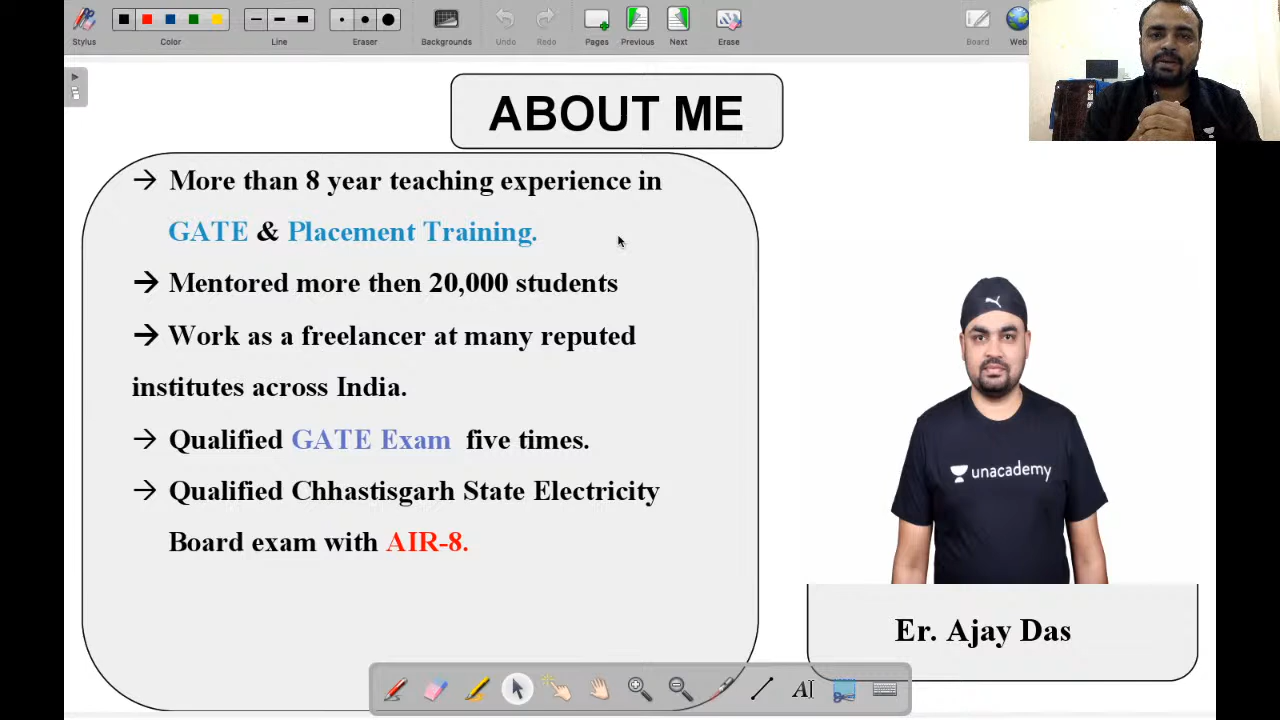 Stylus
Color
Line
Eraser
Backgrounds
Undo
Redo
Pages
Previous
Next
Erase
Board
Web
ABOUT ME
→ More than 8 year teaching experience in
GATE & Placement Training.
→ Mentored more then 20,000 students
→ Work as a freelancer at many reputed
institutes across India.
→ Qualified GATE Exam five times.
→ Qualified Chhastisgarh State Electricity
Board exam with AIR-8.
unacademy
Er. Ajay Das